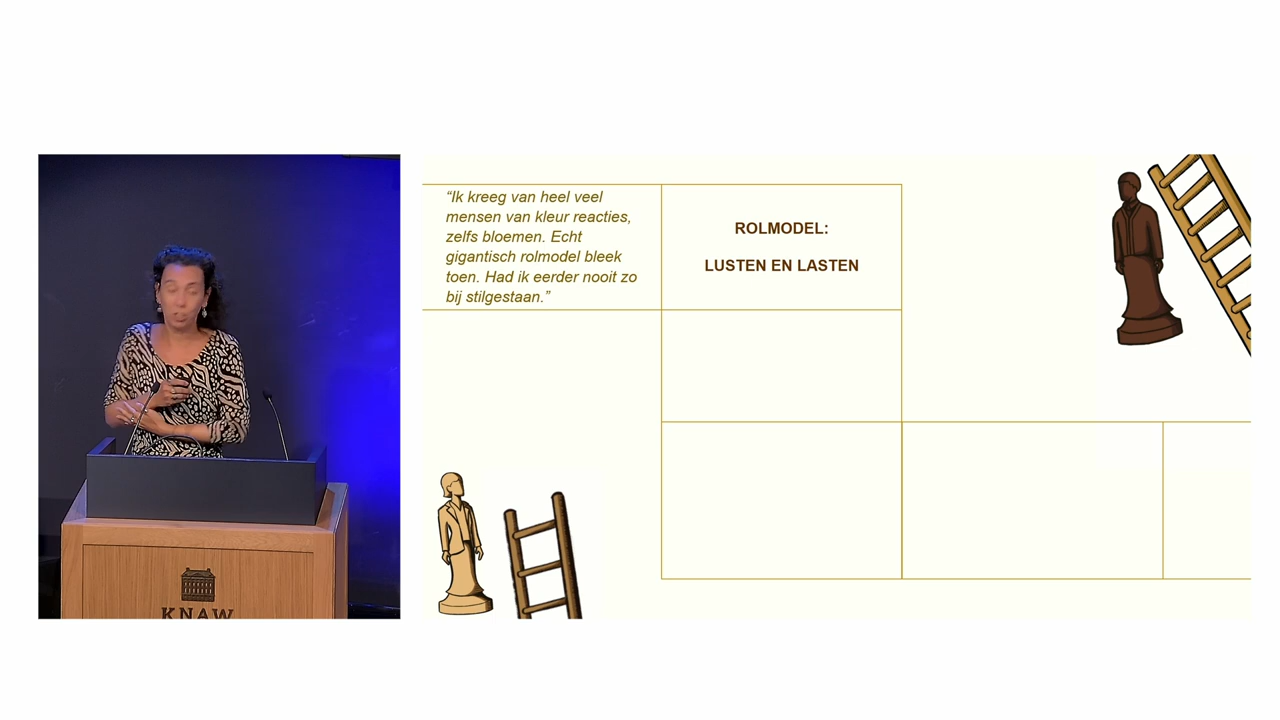 “Ik kreeg van heel veel
mensen van kleur reacties,
zelfs bloemen. Echt
gigantisch rolmodel bleek
toen. Had ik eerder nooit zo
bij stilgestaan.”
ROLMODEL:
LUSTEN EN LASTEN
KNAW